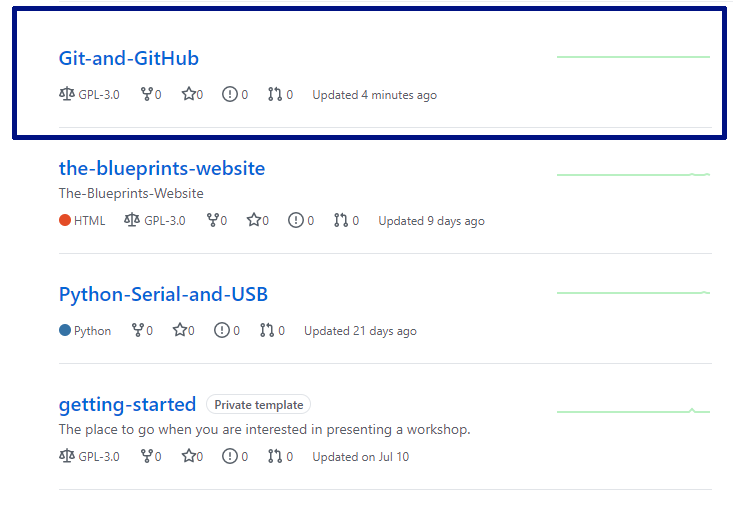 Git-and-GitHub
GPL-3.0 0 0 0 0 Updated 4 minutes ago
the-blueprints-website
The-Blueprints-Website
HTML GPL-3.0 0 0 0 0 Updated 9 days ago
Python-Serial-and-USB
Python 0 0 0 0 Updated 21 days ago
getting-started Private template
The place to go when you are interested in presenting a workshop.
GPL-3.0 0 0 0 0 Updated on Jul 10